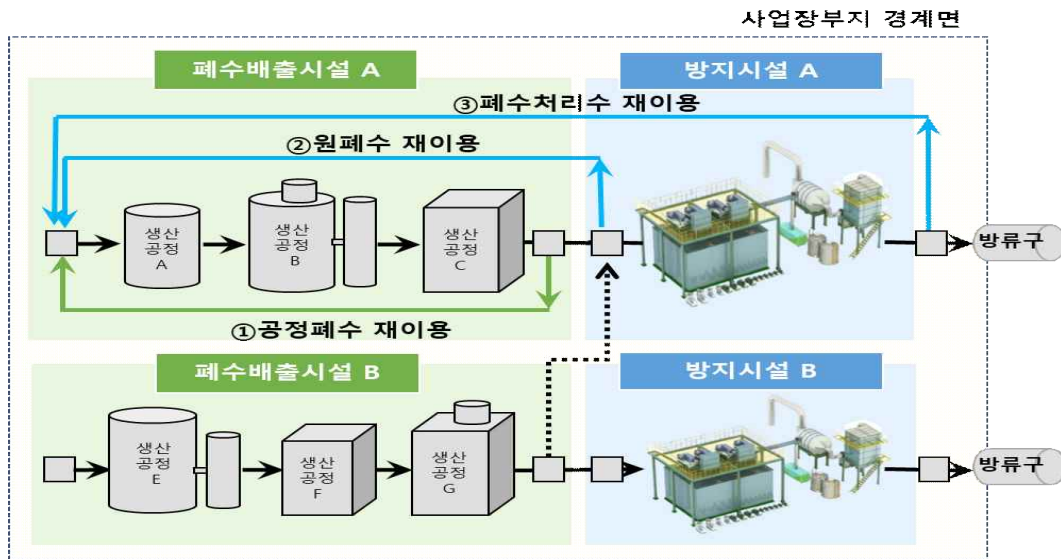 사업장부지 경계면
폐수배출시설 A
방지시설 A
③폐수처리수 재이용
②원폐수 재이용
생산
공정
A
생산
공정
B
생산
공정
C
방류구
①공정폐수 재이용
폐수배출시설 B
방지시설 B
생산
공정
E
생산
공정
F
생산
공정
G
방류구